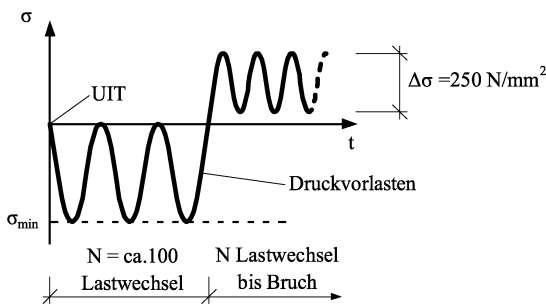 σ
UIT
Δσ =250 N/mm²
t
Druckvorlasten
σmin
N = ca.100
Lastwechsel
N Lastwechsel
bis Bruch